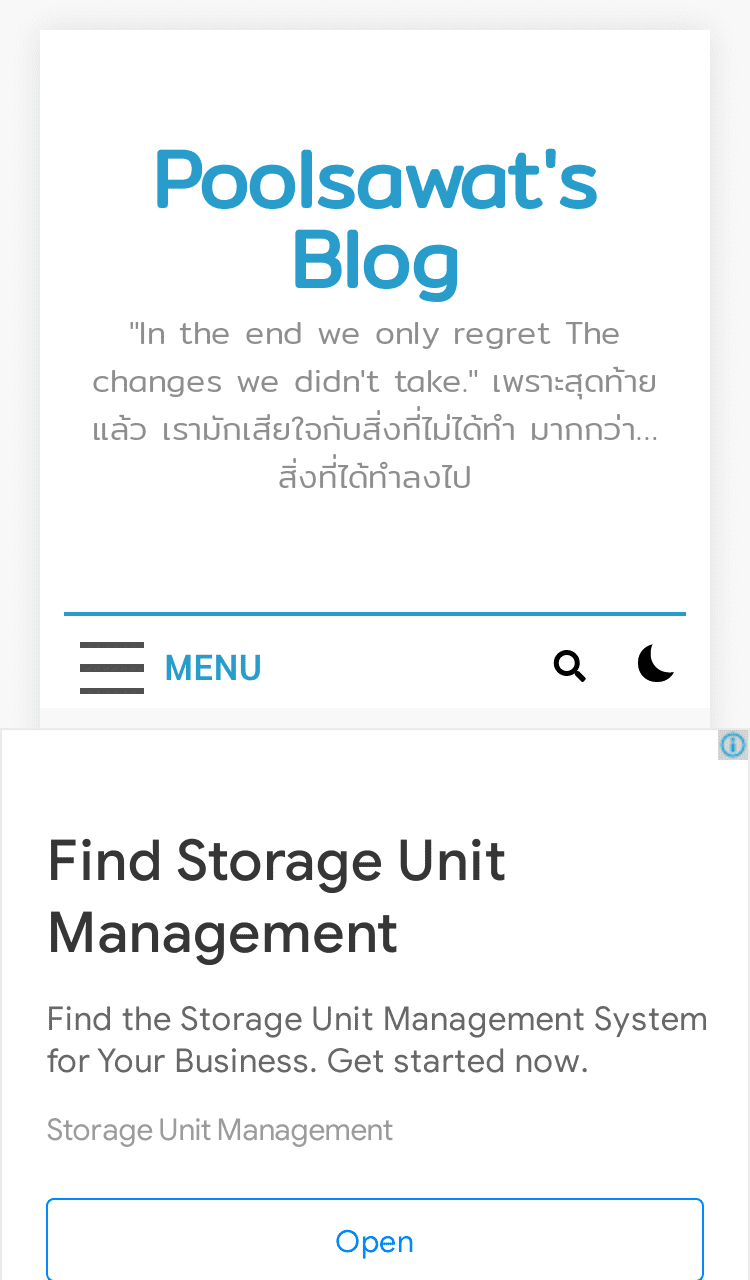 Poolsawat's
Blog
"In the end we only regret The
changes we didn't take." เพราะสุดท้าย
แล้ว เรามักเสียใจกับสิ่งที่ไม่ได้ทำ มากกว่า...
สิ่งที่ได้ทำลงไป
MENU
Find Storage Unit
Management
Find the Storage Unit Management System
for Your Business. Get started now.
Storage Unit Management
Open